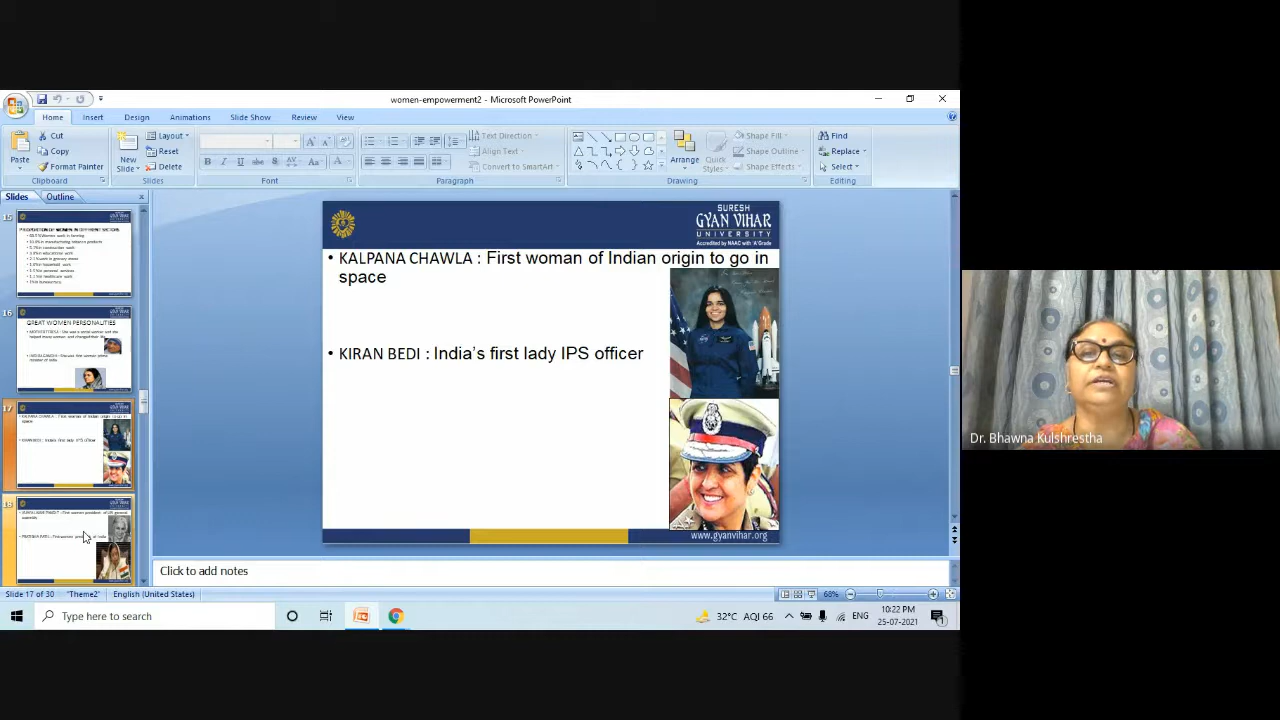 women-empowerment2 - Microsoft PowerPoint
Home Insert Design Animations Slide Show Review View
Paste
Cut
Copy
Format Painter
Clipboard
New
Slide
Layout
Reset
Delete
Slides
Font
Text Direction
Align Text
Convert to SmartArt
Paragraph
Arrange
Quick
Styles
Shape Fill
Shape Outline
Shape Effects
Drawing
Find
Replace
Select
Editing
Slides Outline
15
16
GREAT WOMEN PERSONALITIES
17
18
SURESH
GYAN VIHAR
UNIVERSITY
Accredited by NAAC with 'A' Grade
• KALPANA CHAWLA : First woman of Indian origin to go in
space
• KIRAN BEDI : India's first lady IPS officer
www.gyanvihar.org
Click to add notes
Slide 17 of 30 "Theme2" English (United States) 68%
Type here to search
32°C AQI 66 ENG
10:22 PM
25-07-2021
1
Dr. Bhawna Kulshrestha